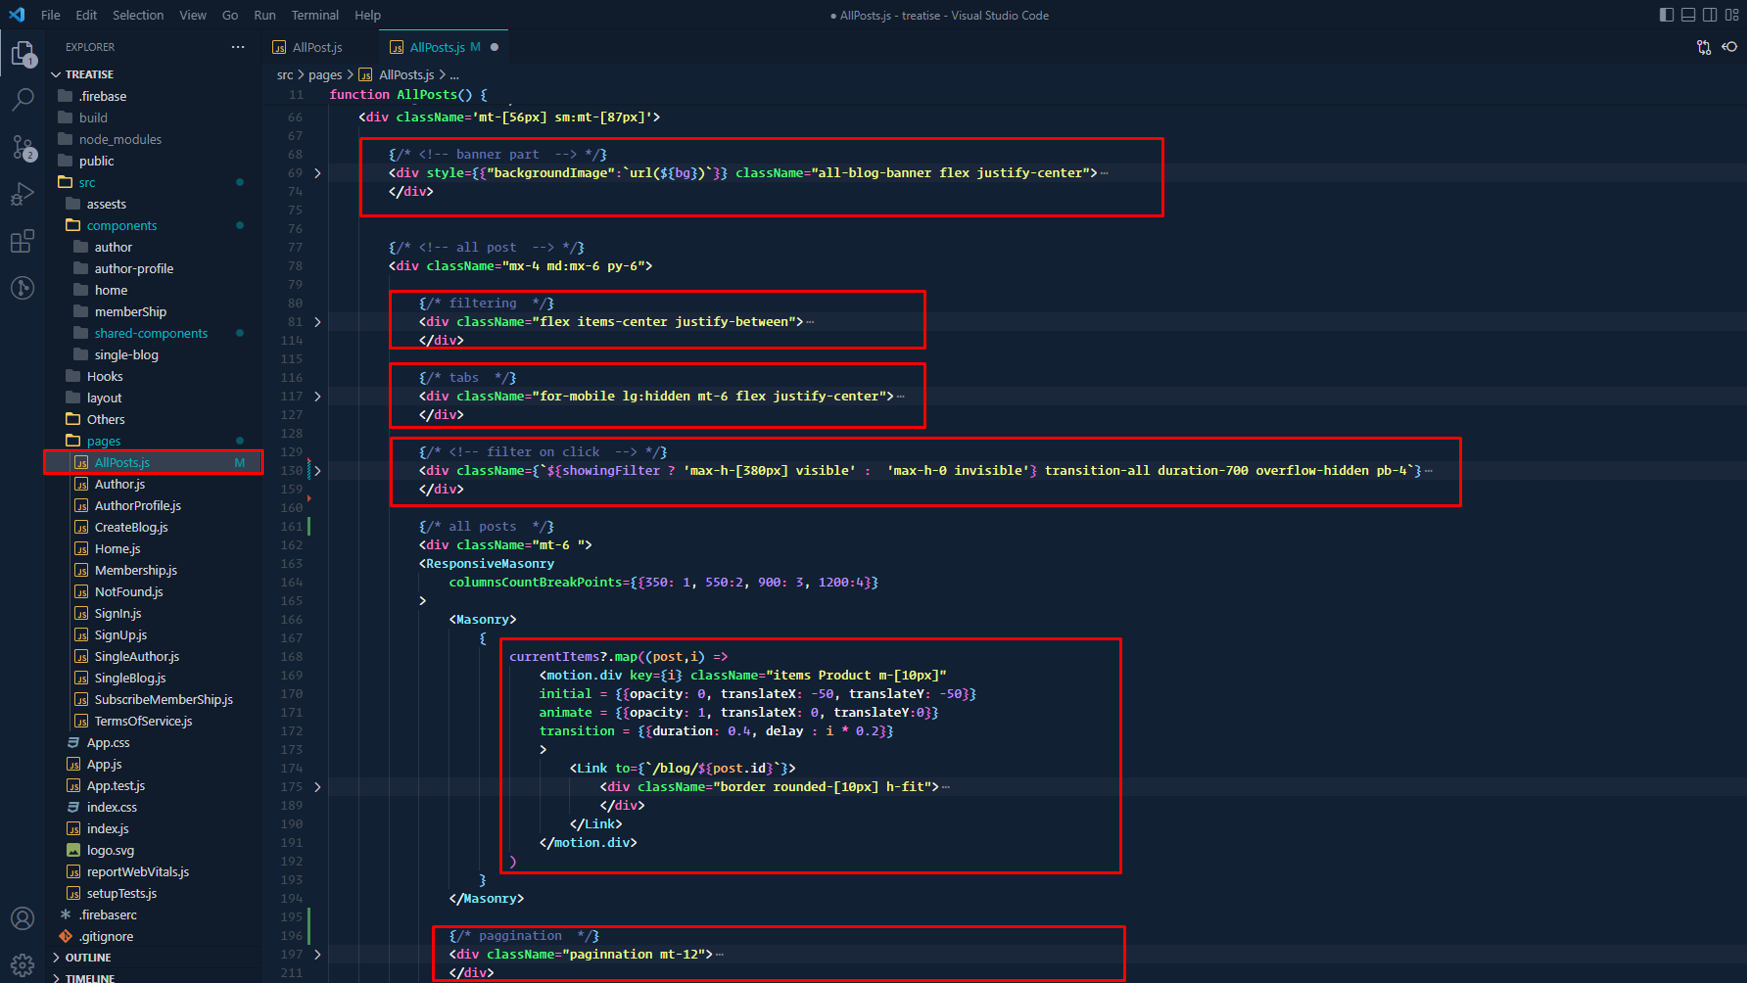 File Edit Selection View Go Run Terminal Help
● AllPosts.js - treatise - Visual Studio Code
EXPLORER ···
TREATISE
.firebase
build
node_modules
public
src
assests
components
author
author-profile
home
memberShip
shared-components
single-blog
Hooks
layout
Others
pages
AllPosts.js M
Author.js
AuthorProfile.js
CreateBlog.js
Home.js
Membership.js
NotFound.js
SignIn.js
SignUp.js
SingleAuthor.js
SingleBlog.js
SubscribeMemberShip.js
TermsOfService.js
App.css
App.js
App.test.js
index.css
index.js
logo.svg
reportWebVitals.js
setupTests.js
.firebaserc
.gitignore
OUTLINE
TIMELINE
1
2
AllPost.js
AllPosts.js M ●
src > pages > AllPosts.js > ...
11 function AllPosts() {
66 <div className='mt-[56px] sm:mt-[87px]'>
67
68 {/* <!-- banner part --> */}
69 <div style={{"backgroundImage":`url(${bg})`}} className="all-blog-banner flex justify-center">···
74 </div>
75
76
77 {/* <!-- all post --> */}
78 <div className="mx-4 md:mx-6 py-6">
79
80 {/* filtering */}
81 <div className="flex items-center justify-between">···
114 </div>
115
116 {/* tabs */}
117 <div className="for-mobile lg:hidden mt-6 flex justify-center">···
127 </div>
128
129 {/* <!-- filter on click --> */}
130 <div className={`${showingFilter ? 'max-h-[380px] visible' : 'max-h-0 invisible'} transition-all duration-700 overflow-hidden pb-4`}···
159 </div>
160
161 {/* all posts */}
162 <div className="mt-6 ">
163 <ResponsiveMasonry
164 columnsCountBreakPoints={{350: 1, 550:2, 900: 3, 1200:4}}
165 >
166 <Masonry>
167 {
168 currentItems?.map((post,i) =>
169 <motion.div key={i} className="items Product m-[10px]"
170 initial = {{opacity: 0, translateX: -50, translateY: -50}}
171 animate = {{opacity: 1, translateX: 0, translateY:0}}
172 transition = {{duration: 0.4, delay : i * 0.2}}
173 >
174 <Link to={`/blog/${post.id}`}>
175 <div className="border rounded-[10px] h-fit">···
189 </div>
190 </Link>
191 </motion.div>
192 )
193 }
194 </Masonry>
195
196 {/* paggination */}
197 <div className="paginnation mt-12">···
211 </div>